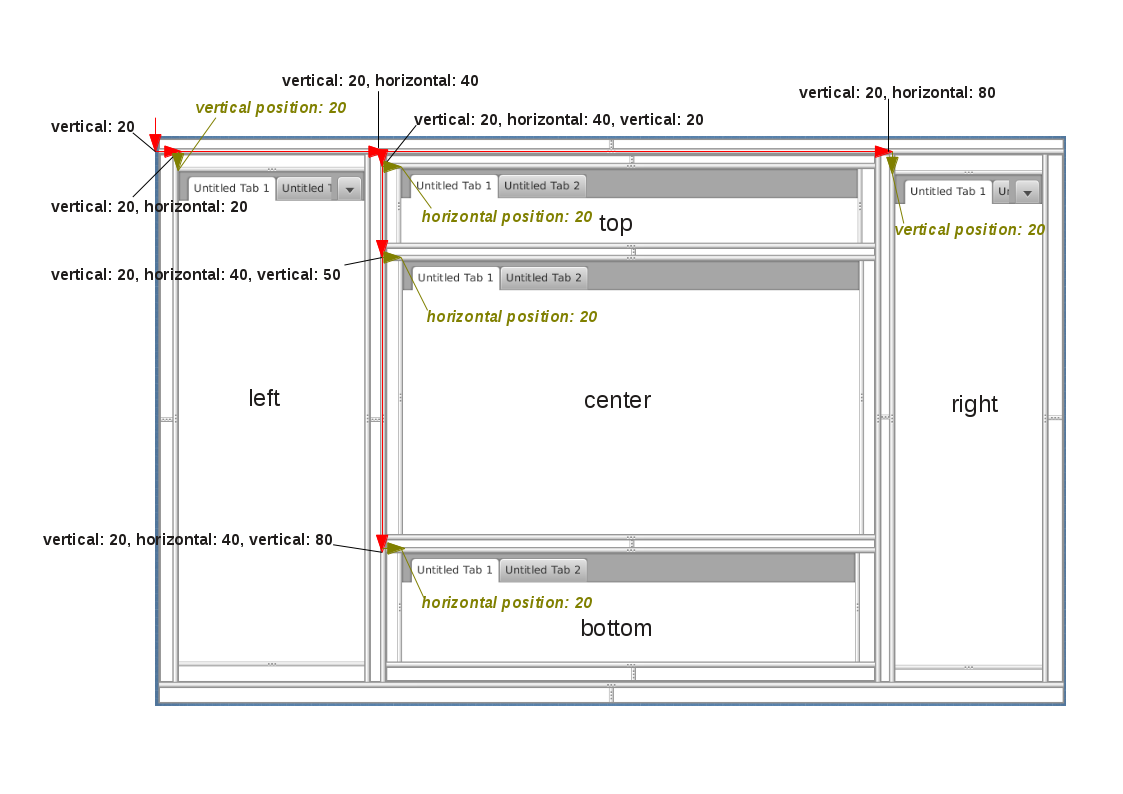 vertical: 20, horizontal: 40
vertical: 20, horizontal: 80
vertical position: 20
vertical: 20, horizontal: 40, vertical: 20
vertical: 20
Untitled Tab 1 Untitled T
Untitled Tab 1 Untitled Tab 2
Untitled Tab 1
vertical: 20, horizontal: 20
horizontal position: 20
top
vertical position: 20
vertical: 20, horizontal: 40, vertical: 50
Untitled Tab 1 Untitled Tab 2
horizontal position: 20
left
center
right
vertical: 20, horizontal: 40, vertical: 80
Untitled Tab 1 Untitled Tab 2
horizontal position: 20
bottom